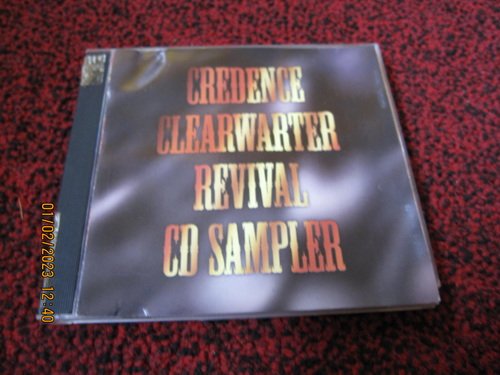 CREDENCE
CLEARWARTER
REVIVAL
CD SAMPLER
01/02/2023 12:40